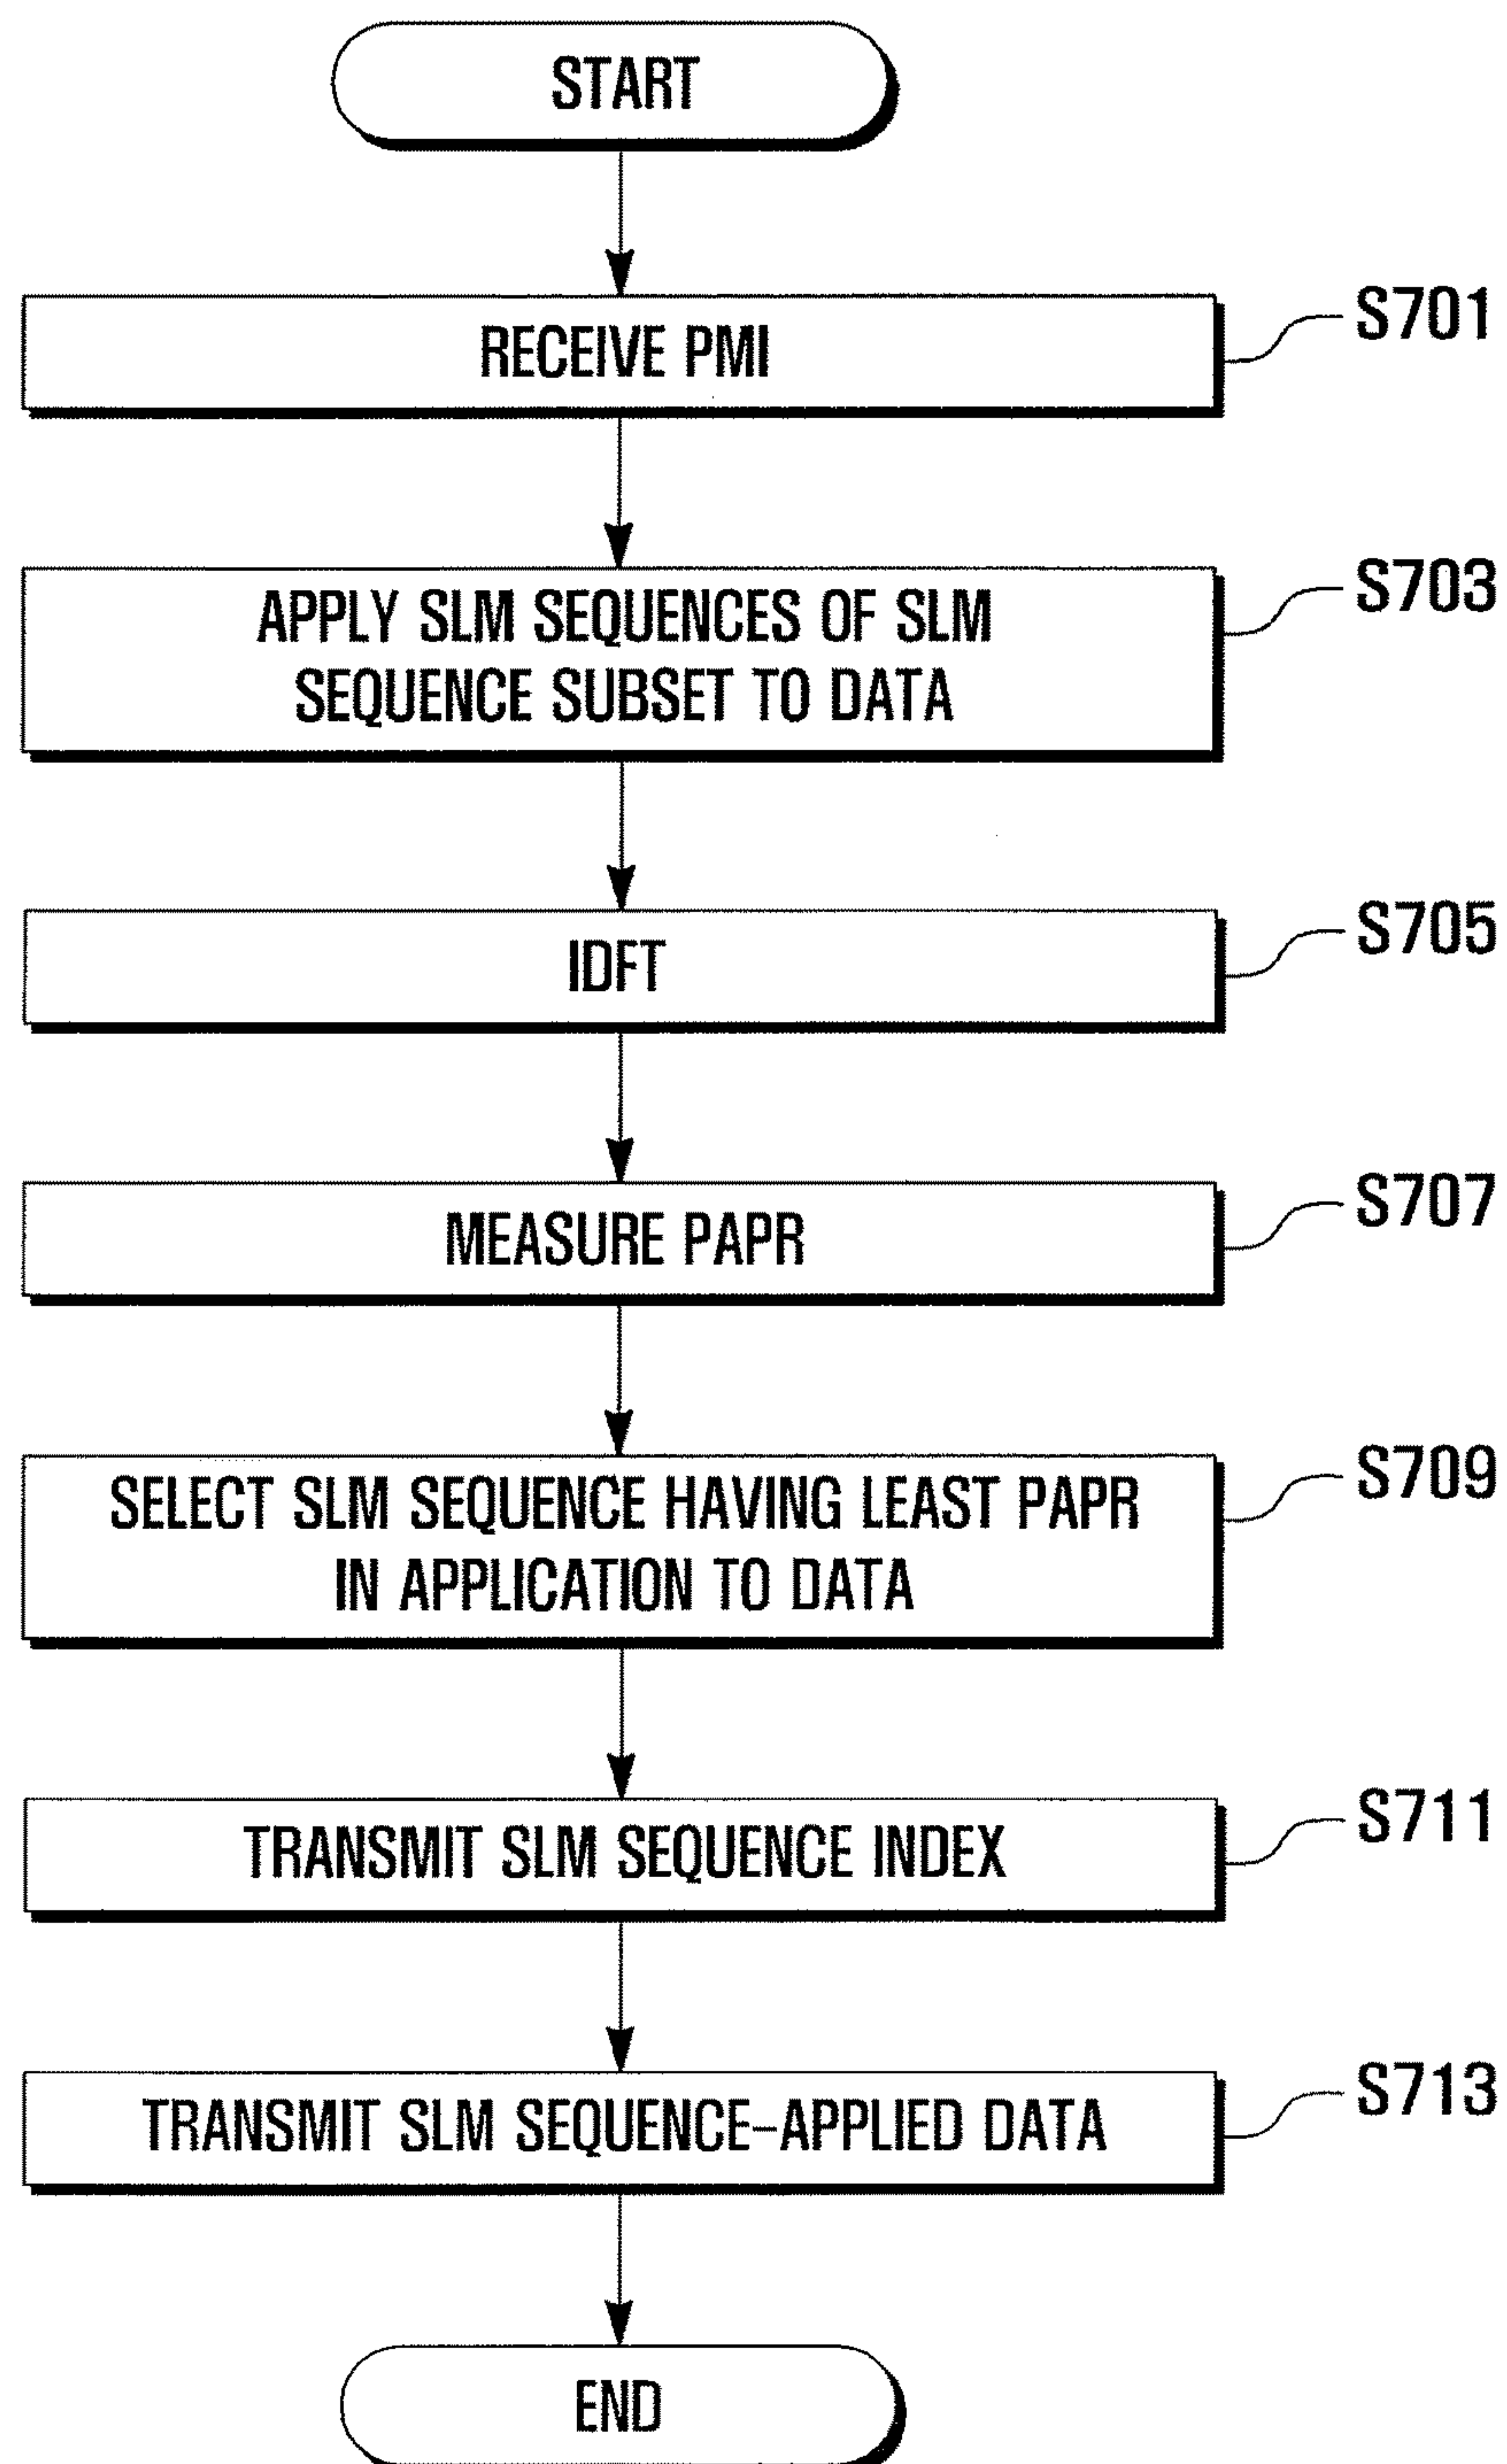 START
RECEIVE PMI
S701
APPLY SLM SEQUENCES OF SLM
SEQUENCE SUBSET TO DATA
S703
IDFT
S705
MEASURE PAPR
S707
SELECT SLM SEQUENCE HAVING LEAST PAPR
IN APPLICATION TO DATA
S709
TRANSMIT SLM SEQUENCE INDEX
S711
TRANSMIT SLM SEQUENCE-APPLIED DATA
S713
END